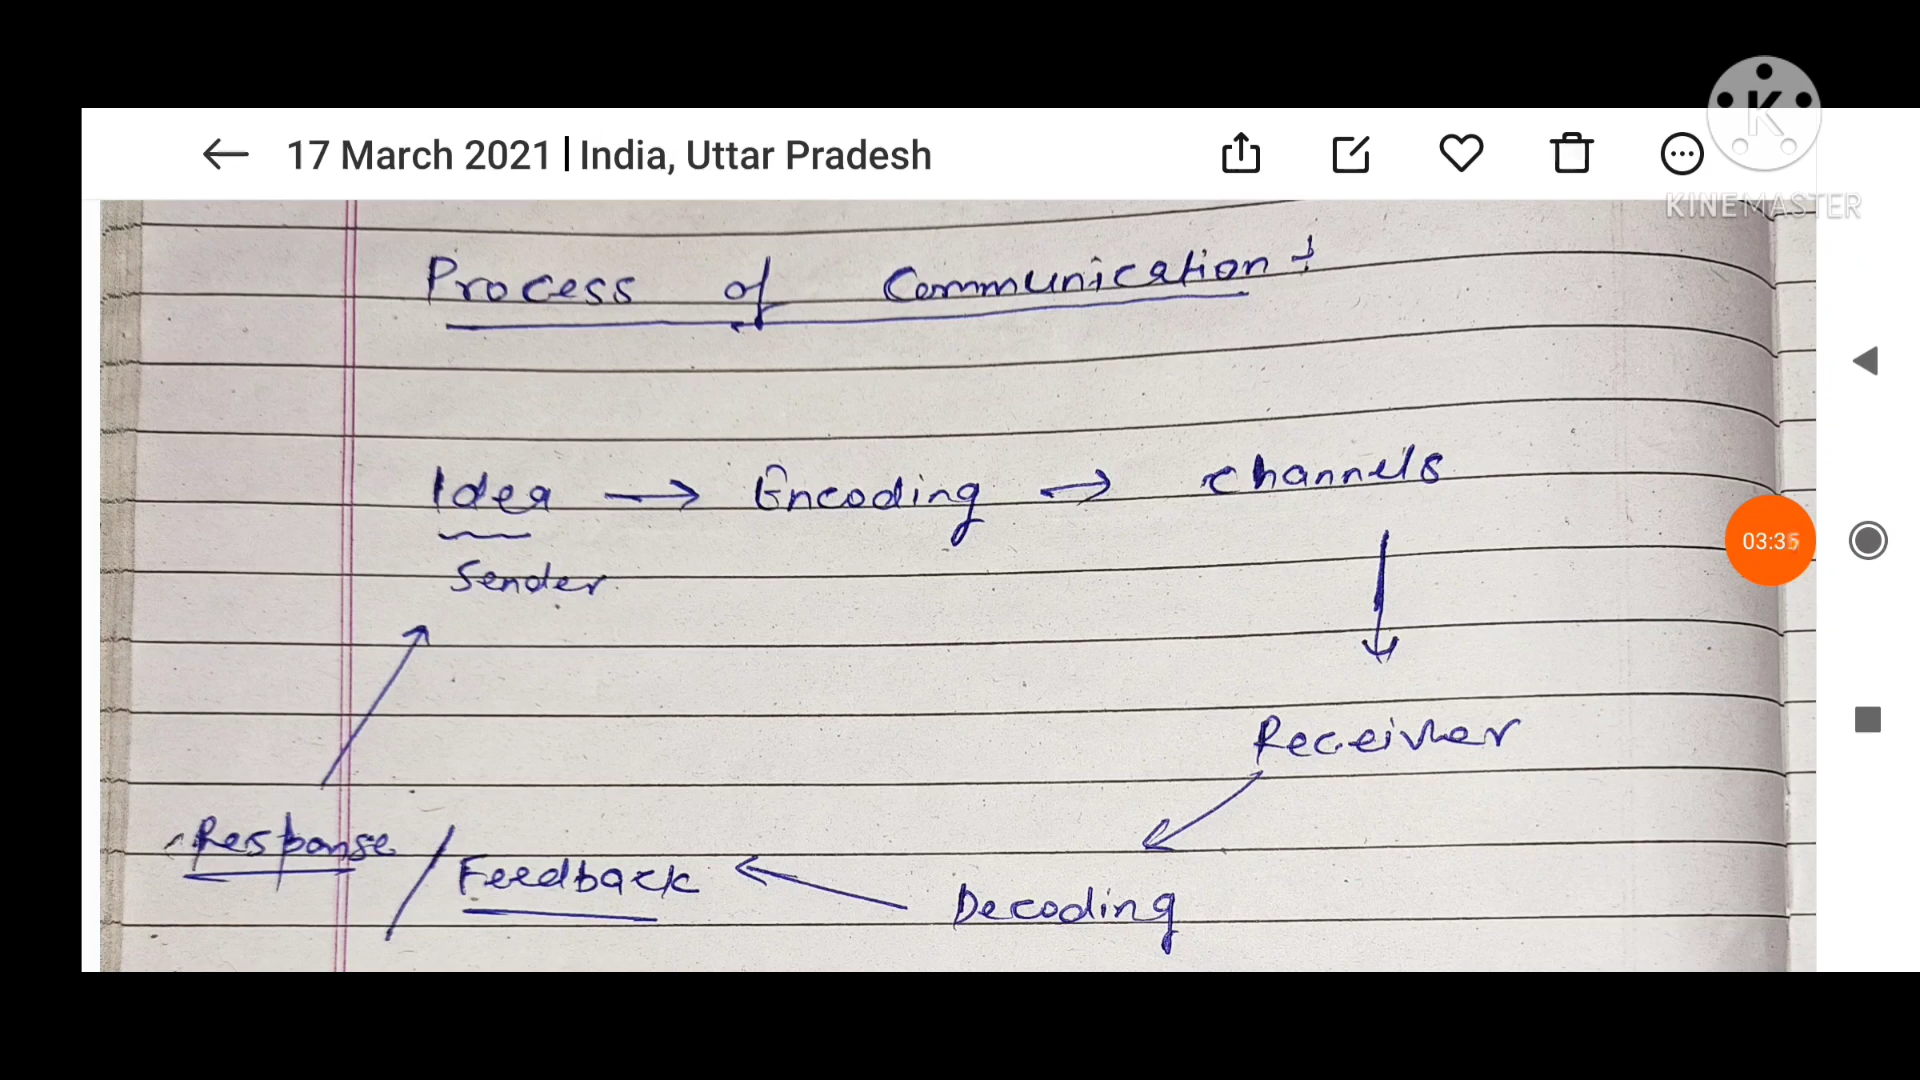 17 March 2021 | India, Uttar Pradesh
K
KINEMASTER
Process of Communication :
Idea → Encoding → Channels
03:35
Sender
Receiver
Response / Feedback ← Decoding